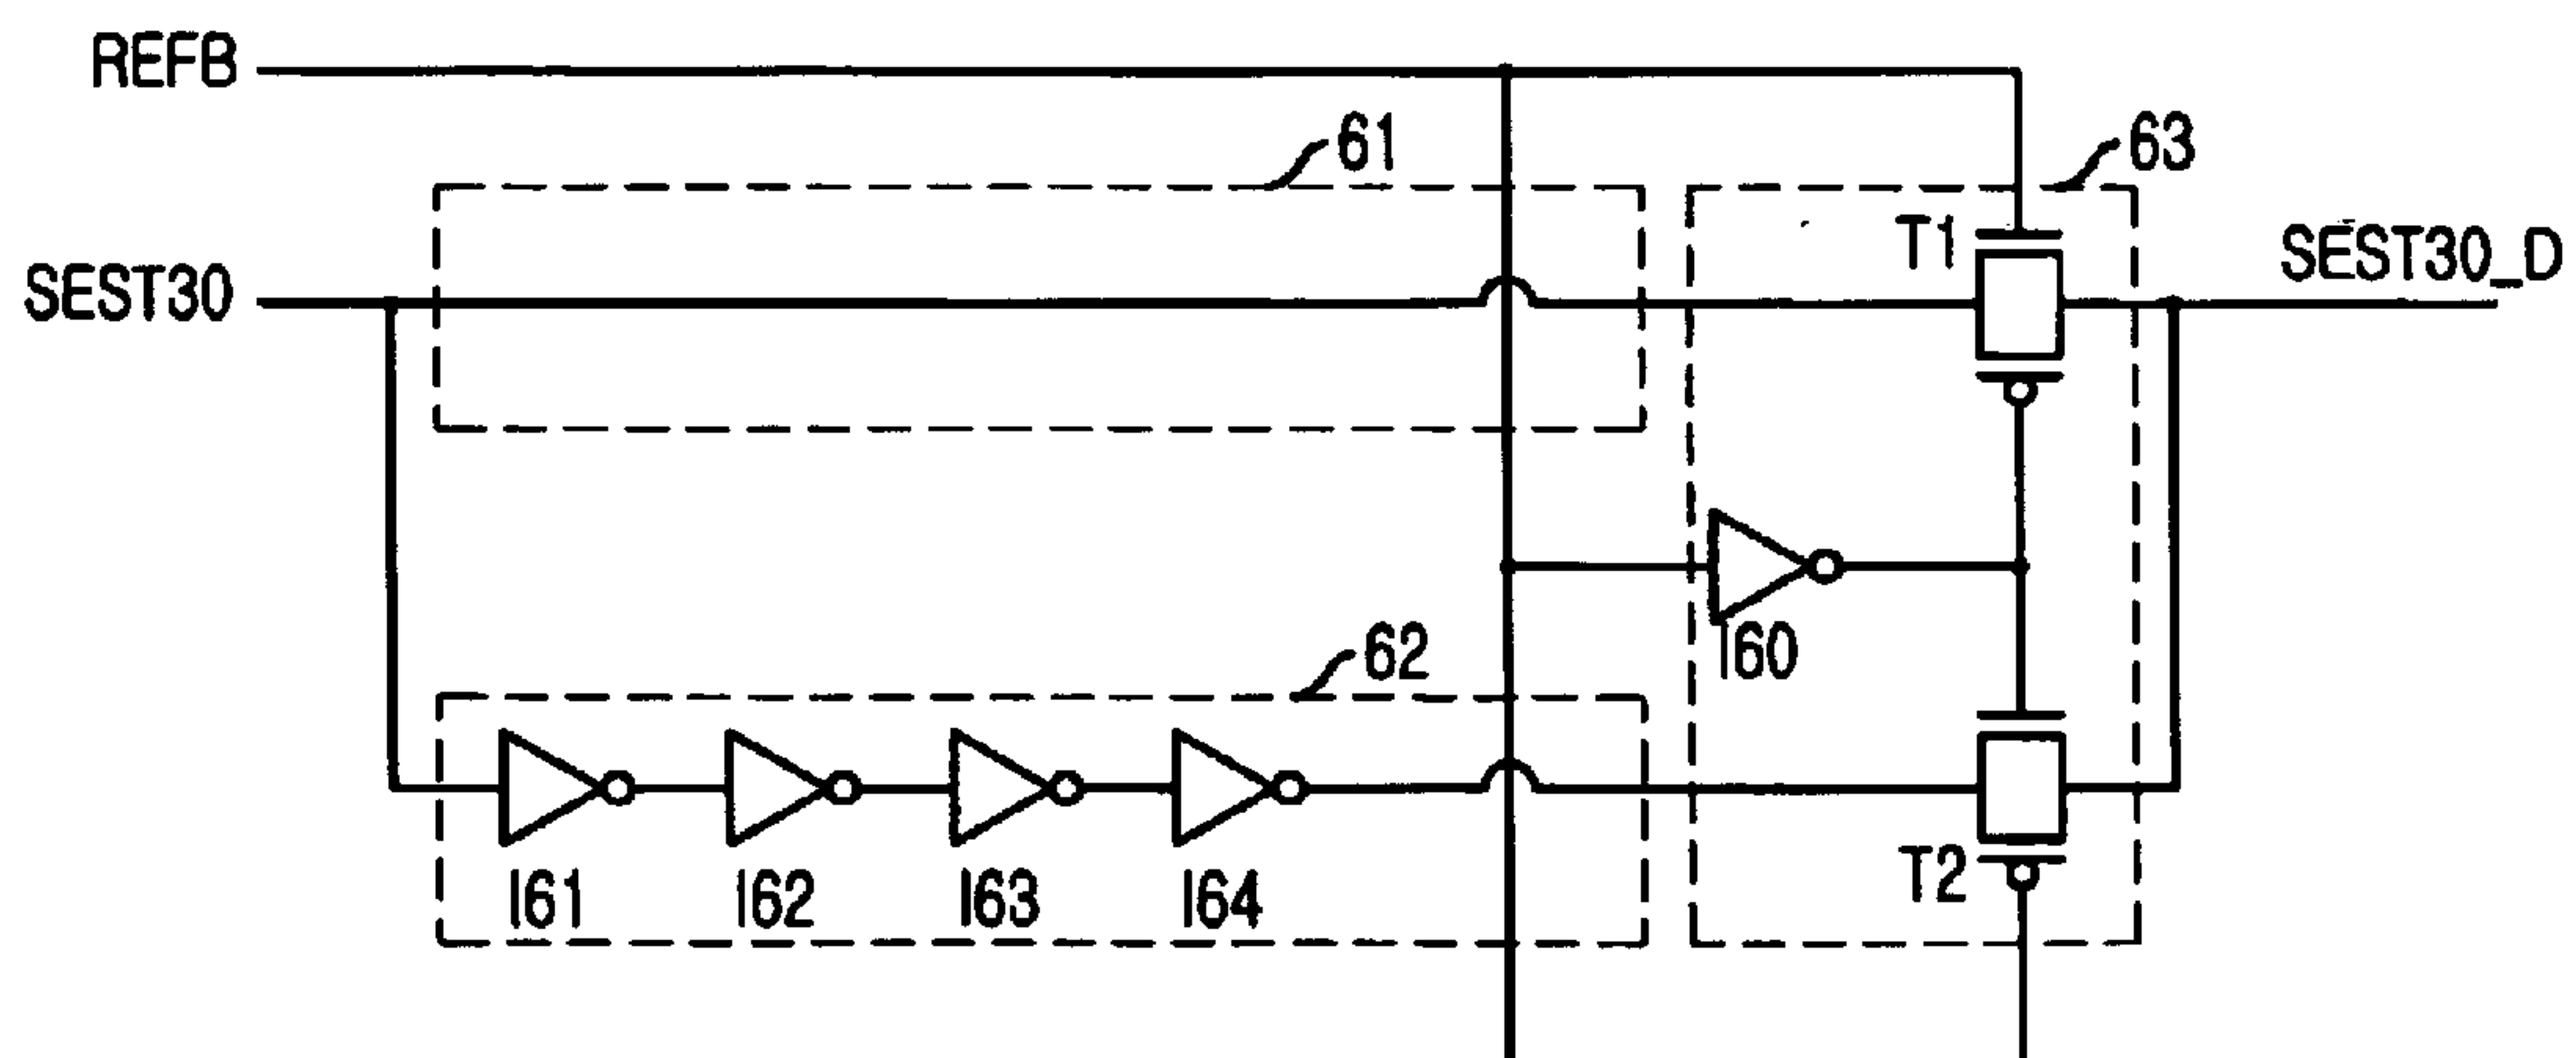 REFB
61
63
T1
SEST30
SEST30_D
I60
62
T2
I61
I62
I63
I64